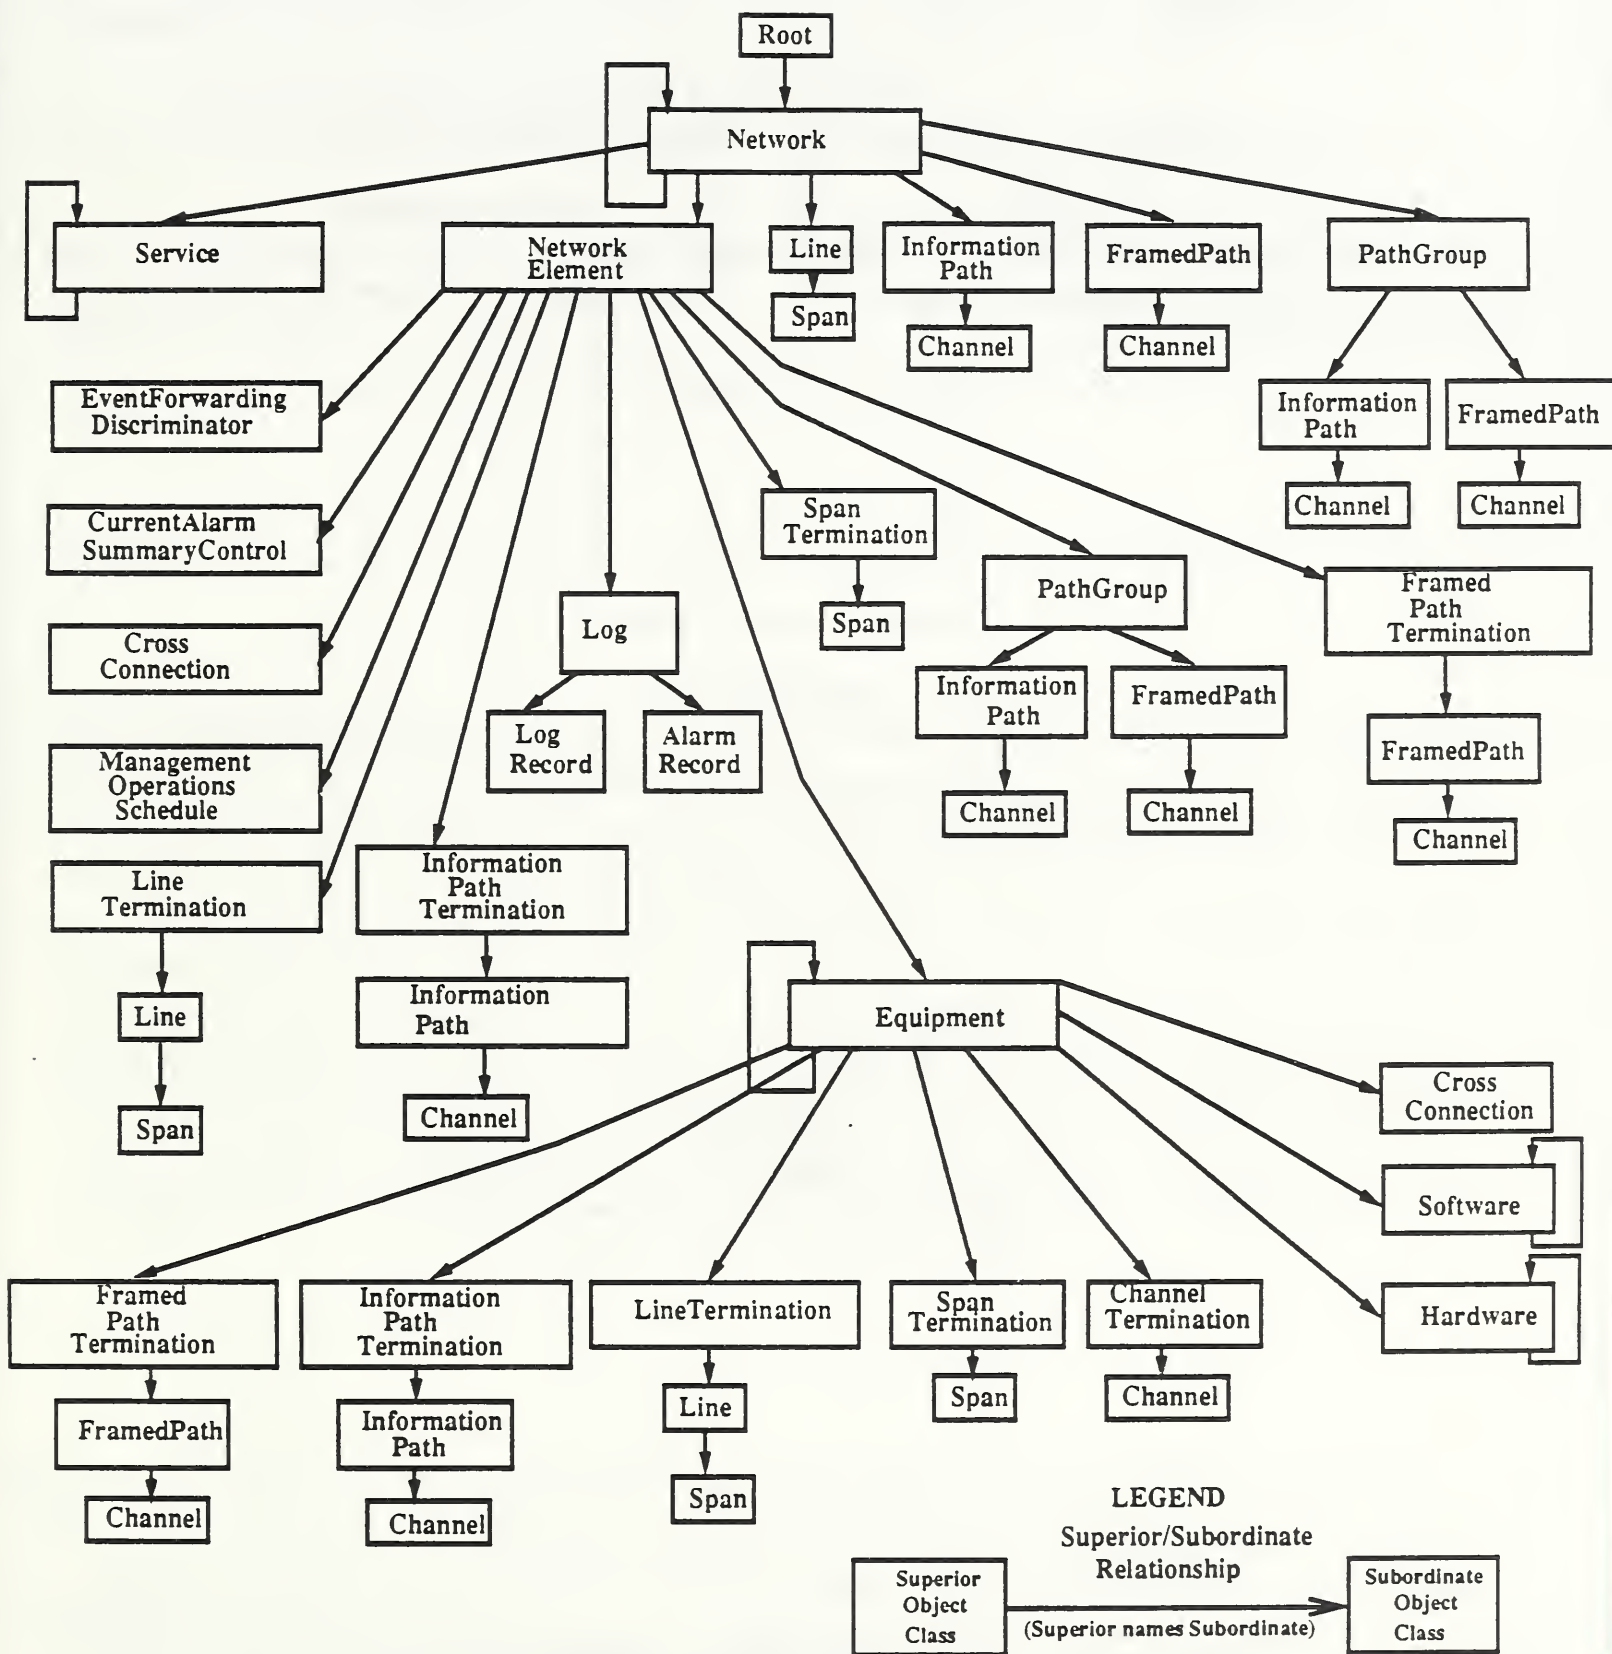 Root
Network
Service
Network
Element
Line
Span
Information
Path
Channel
FramedPath
Channel
PathGroup
Information
Path
Channel
FramedPath
Channel
EventForwarding
Discriminator
CurrentAlarm
SummaryControl
Cross
Connection
Management
Operations
Schedule
Line
Termination
Line
Span
Information
Path
Termination
Information
Path
Channel
Log
Log
Record
Alarm
Record
Span
Termination
Span
PathGroup
Information
Path
Channel
FramedPath
Channel
Framed
Path
Termination
FramedPath
Channel
Equipment
Cross
Connection
Software
Hardware
Framed
Path
Termination
FramedPath
Channel
Information
Path
Termination
Information
Path
Channel
LineTermination
Line
Span
Span
Termination
Span
Channel
Termination
Channel
LEGEND
Superior/Subordinate
Relationship
Superior
Object
Class
(Superior names Subordinate)
Subordinate
Object
Class